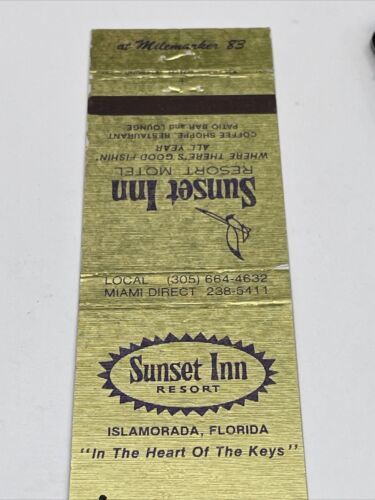 at Milemarker 83
COFFEE SHOPPE, RESTAURANT
PATIO BAR and LOUNGE
WHERE THERE'S GOOD FISHIN'
ALL YEAR
Sunset Inn
RESORT MOTEL
LOCAL (305) 664-4632
MIAMI DIRECT 238-5411
Sunset Inn
RESORT
ISLAMORADA, FLORIDA
"In The Heart Of The Keys"